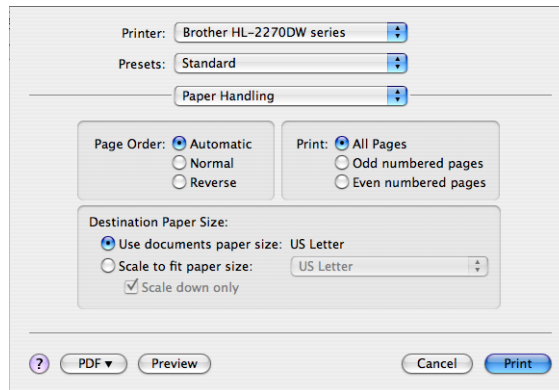 Printer: Brother HL-2270DW series
Presets: Standard
Paper Handling
Page Order: Automatic
Normal
Reverse
Print: All Pages
Odd numbered pages
Even numbered pages
Destination Paper Size:
Use documents paper size: US Letter
Scale to fit paper size: US Letter
Scale down only
? PDF ▼ Preview Cancel Print